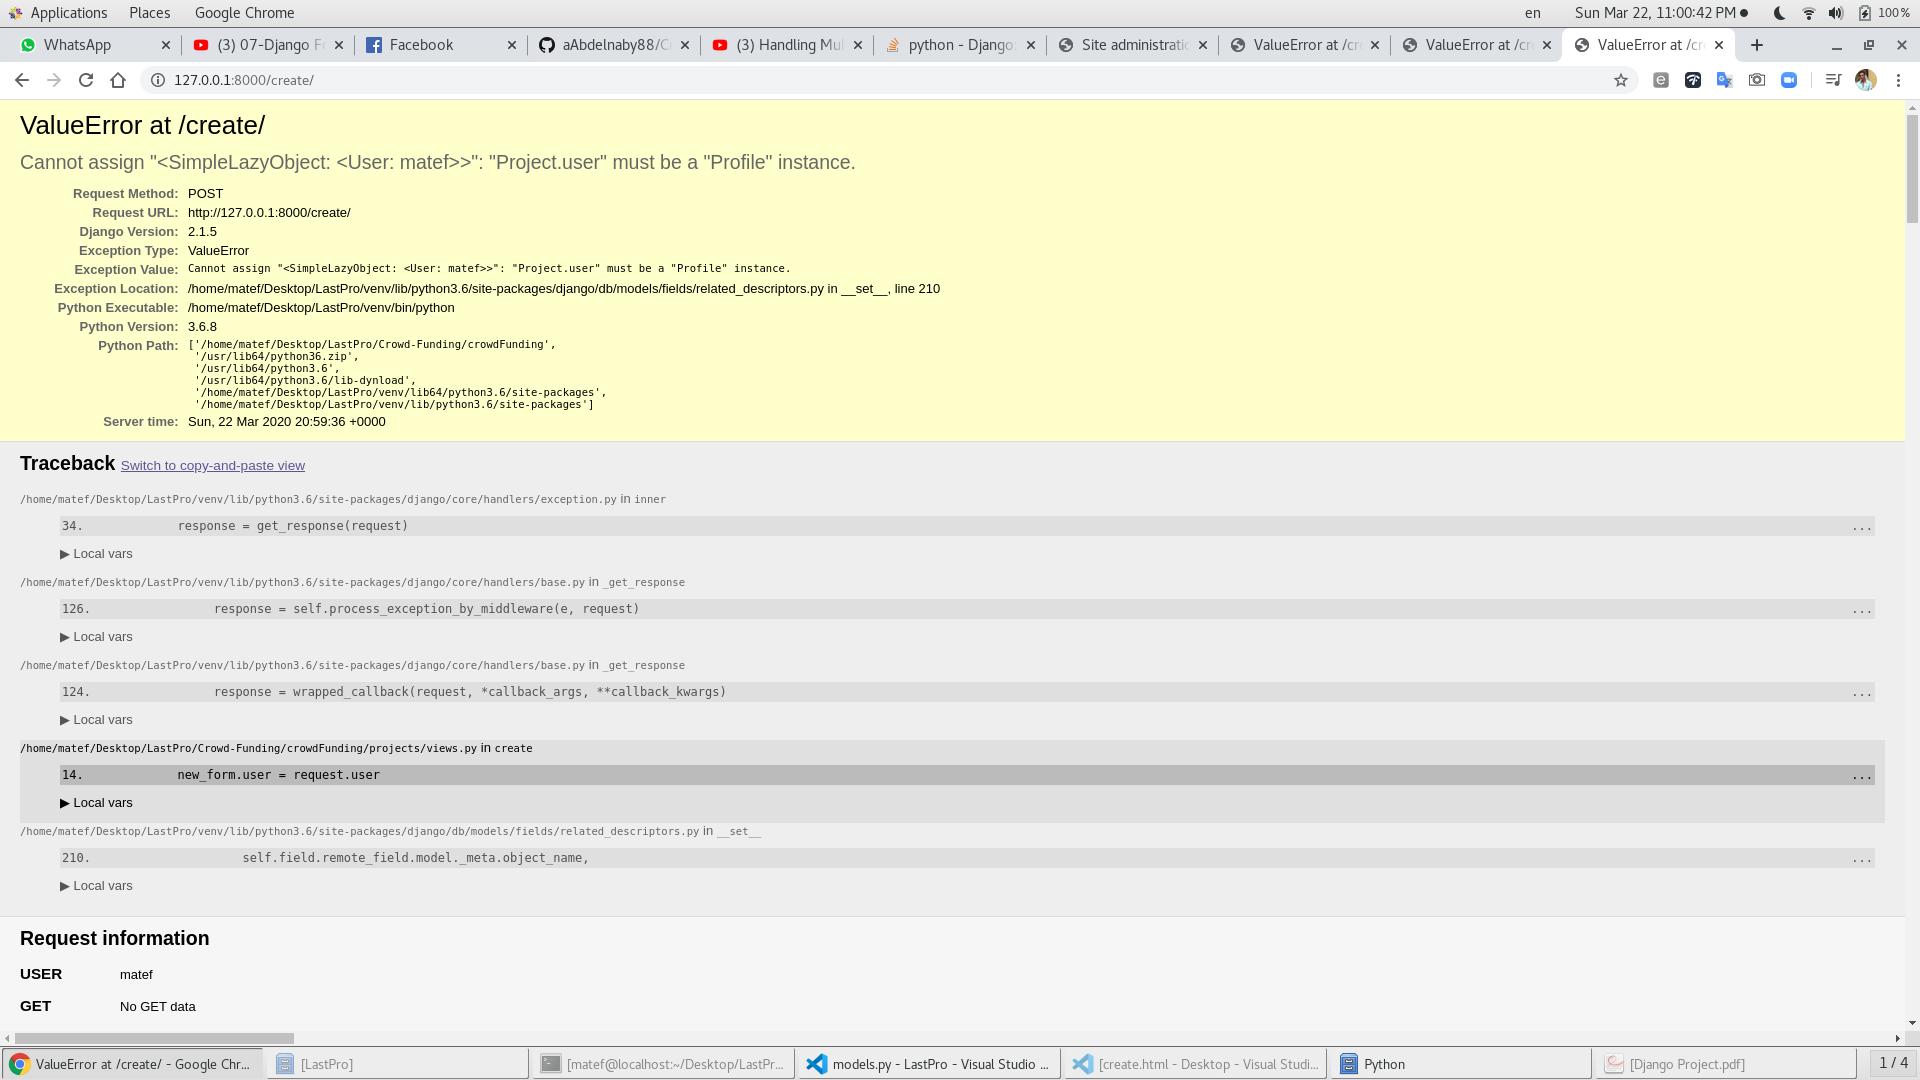 Applications Places Google Chrome en Sun Mar 22, 11:00:42 PM 100%
WhatsApp (3) 07-Django Fo Facebook aAbdelnaby88/C (3) Handling Mul python - Django: Site administratio ValueError at /cr ValueError at /cr ValueError at /cr
127.0.0.1:8000/create/
ValueError at /create/
Cannot assign "<SimpleLazyObject: <User: matef>>": "Project.user" must be a "Profile" instance.
Request Method: POST
Request URL: http://127.0.0.1:8000/create/
Django Version: 2.1.5
Exception Type: ValueError
Exception Value: Cannot assign "<SimpleLazyObject: <User: matef>>": "Project.user" must be a "Profile" instance.
Exception Location: /home/matef/Desktop/LastPro/venv/lib/python3.6/site-packages/django/db/models/fields/related_descriptors.py in __set__, line 210
Python Executable: /home/matef/Desktop/LastPro/venv/bin/python
Python Version: 3.6.8
Python Path: ['/home/matef/Desktop/LastPro/Crowd-Funding/crowdFunding',
'/usr/lib64/python36.zip',
'/usr/lib64/python3.6',
'/usr/lib64/python3.6/lib-dynload',
'/home/matef/Desktop/LastPro/venv/lib64/python3.6/site-packages',
'/home/matef/Desktop/LastPro/venv/lib/python3.6/site-packages']
Server time: Sun, 22 Mar 2020 20:59:36 +0000
Traceback Switch to copy-and-paste view
/home/matef/Desktop/LastPro/venv/lib/python3.6/site-packages/django/core/handlers/exception.py in inner
34. response = get_response(request) ...
▶ Local vars
/home/matef/Desktop/LastPro/venv/lib/python3.6/site-packages/django/core/handlers/base.py in _get_response
126. response = self.process_exception_by_middleware(e, request) ...
▶ Local vars
/home/matef/Desktop/LastPro/venv/lib/python3.6/site-packages/django/core/handlers/base.py in _get_response
124. response = wrapped_callback(request, *callback_args, **callback_kwargs) ...
▶ Local vars
/home/matef/Desktop/LastPro/Crowd-Funding/crowdFunding/projects/views.py in create
14. new_form.user = request.user ...
▶ Local vars
/home/matef/Desktop/LastPro/venv/lib/python3.6/site-packages/django/db/models/fields/related_descriptors.py in __set__
210. self.field.remote_field.model._meta.object_name, ...
▶ Local vars
Request information
USER matef
GET No GET data
ValueError at /create/ - Google Chr... [LastPro] [matef@localhost:~/Desktop/LastPr... models.py - LastPro - Visual Studio ... [create.html - Desktop - Visual Studi... Python [Django Project.pdf] 1 / 4